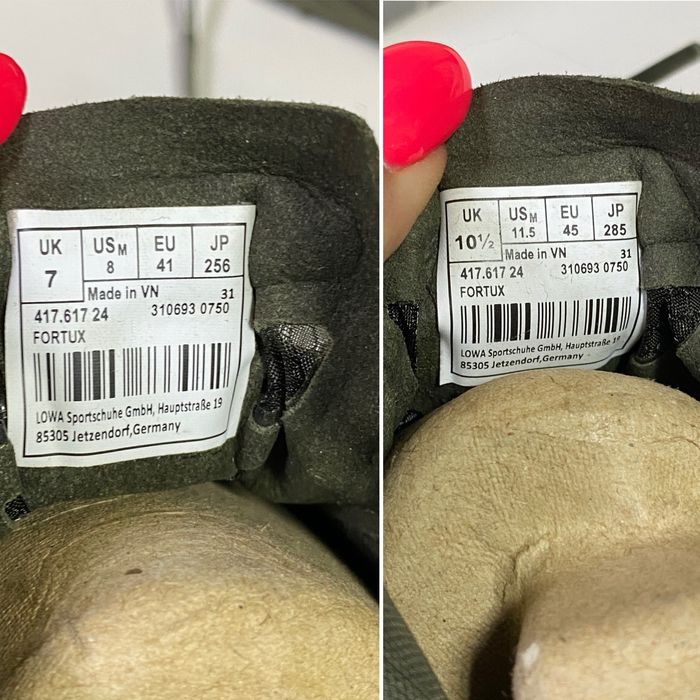 UK USM EU JP
7 8 41 256
Made in VN 31
417.617 24 310693 0750
FORTUX
LOWA Sportschuhe GmbH, Hauptstraße 19
85305 Jetzendorf,Germany
UK USM EU JP
10½ 11.5 45 285
Made in VN 31
417.617 24 310693 0750
FORTUX
LOWA Sportschuhe GmbH, Hauptstraße 19
85305 Jetzendorf,Germany